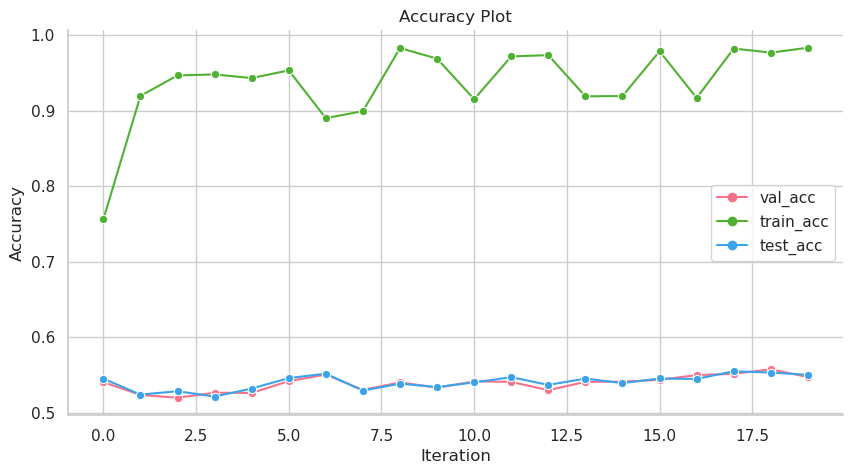 Accuracy Plot
1.0
0.9
0.8
0.7
0.6
0.5
Accuracy
val_acc
train_acc
test_acc
0.0 2.5 5.0 7.5 10.0 12.5 15.0 17.5
Iteration